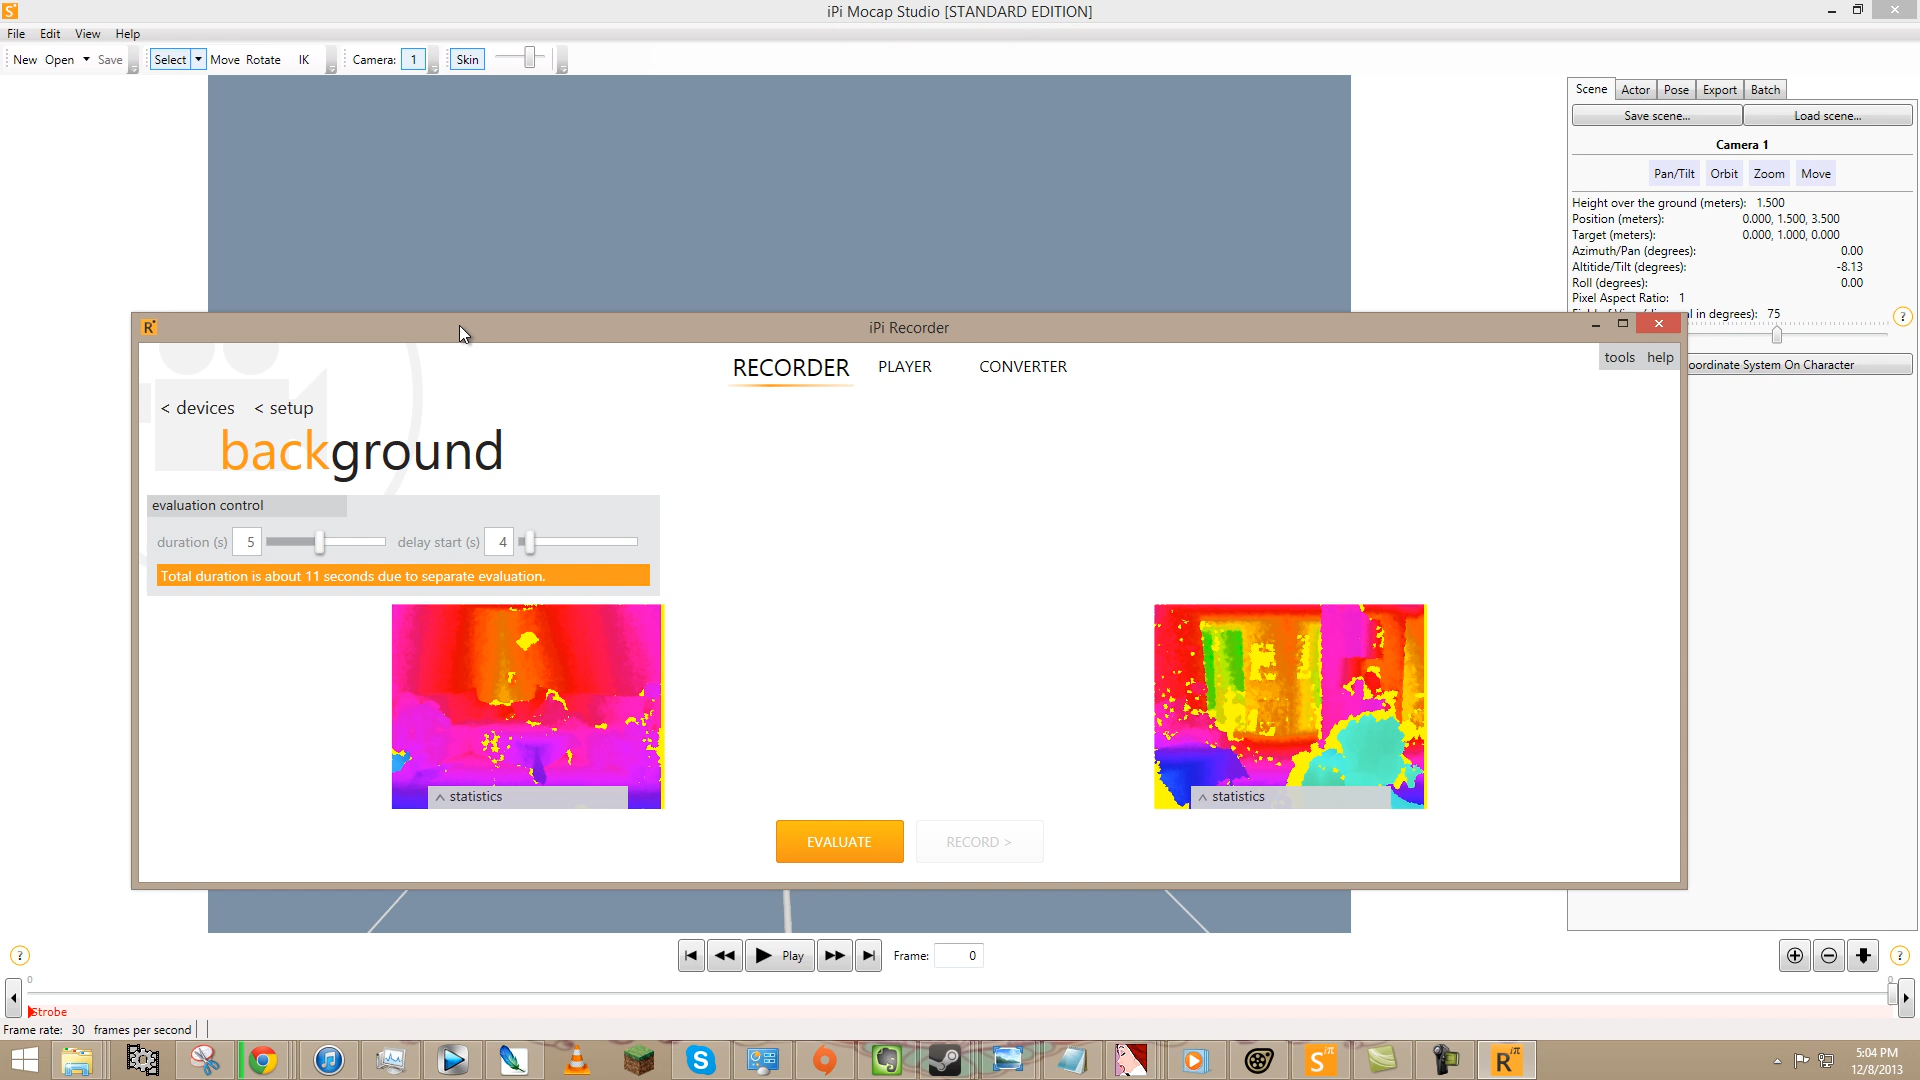 iPi Mocap Studio [STANDARD EDITION]
File Edit View Help
New Open Save Select Move Rotate IK Camera: 1 Skin
Scene Actor Pose Export Batch
Save scene... Load scene...
Camera 1
Pan/Tilt Orbit Zoom Move
Height over the ground (meters): 1.500
Position (meters): 0.000, 1.500, 3.500
Target (meters): 0.000, 1.000, 0.000
Azimuth/Pan (degrees): 0.00
Altitide/Tilt (degrees): -8.13
Roll (degrees): 0.00
Pixel Aspect Ratio: 1
l in degrees): 75
?
oordinate System On Character
R iPi Recorder
RECORDER PLAYER CONVERTER
tools help
< devices < setup
background
evaluation control
duration (s) 5 delay start (s) 4
Total duration is about 11 seconds due to separate evaluation.
statistics statistics
EVALUATE RECORD >
? Play Frame: 0 ?
0 0
Strobe
Frame rate: 30 frames per second
5:04 PM
12/8/2013